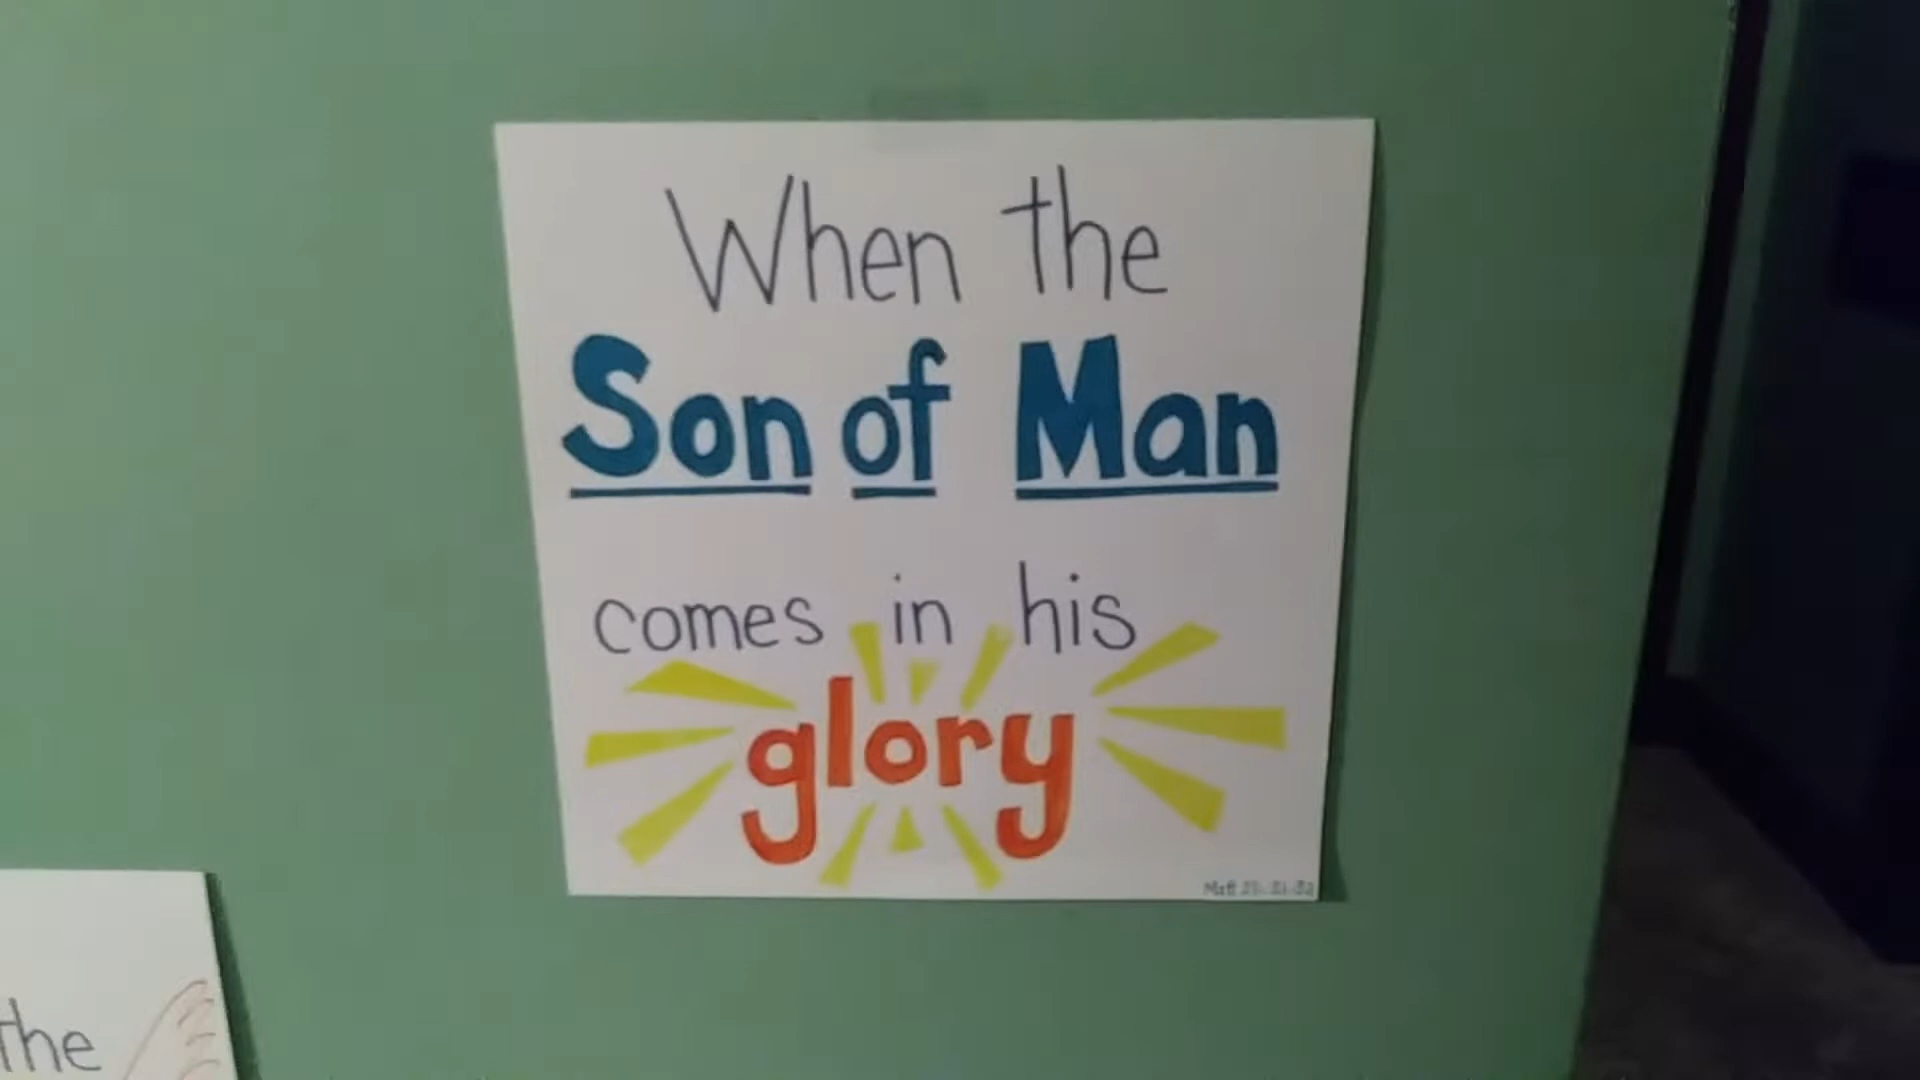 When the
Son of Man
comes in his
glory
the